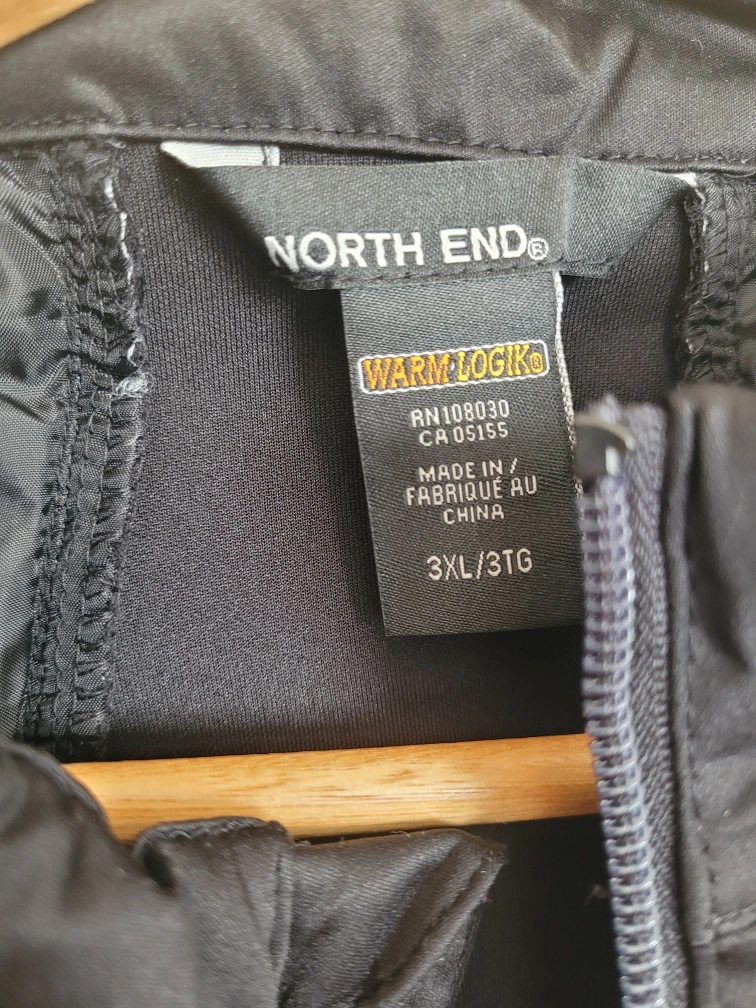 NORTH END®
WARM LOGIK®
RN108030
CA 05155
MADE IN /
FABRIQUÉ AU
CHINA
3XL/3TG